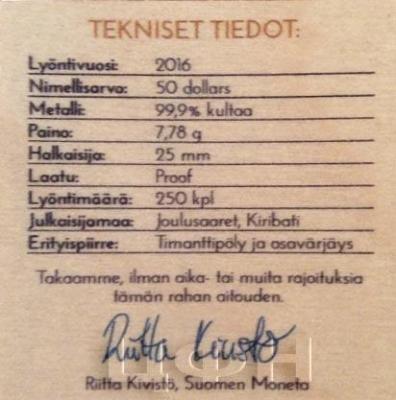 TEKNISET TIEDOT:
Lyöntivuosi: 2016
Nimellisarvo: 50 dollars
Metalli: 99,9% kultaa
Paino: 7,78 g
Halkaisija: 25 mm
Laatu: Proof
Lyöntimäärä: 250 kpl
Julkaisijamaa: Joulusaaret, Kiribati
Erityispiirre: Timanttipöly ja osavärjäys
Takaamme, ilman aika- tai muita rajoituksia
tämän rahan aitouden.
Riitta Kivistö
Riitta Kivistö, Suomen Moneta